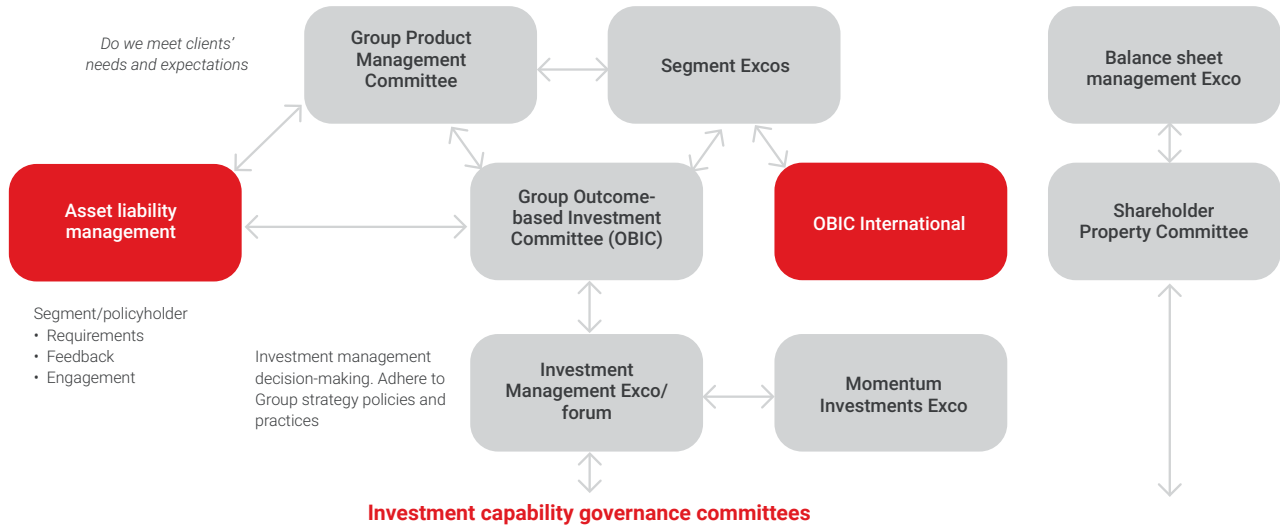 Do we meet clients’
needs and expectations
Group Product
Management
Committee
Segment Excos
Balance sheet
management Exco
Asset liability
management
Group Outcome-
based Investment
Committee (OBIC)
OBIC International
Shareholder
Property Committee
Segment/policyholder
• Requirements
• Feedback
• Engagement
Investment management
decision-making. Adhere to
Group strategy policies and
practices
Investment
Management Exco/
forum
Momentum
Investments Exco
Investment capability governance committees